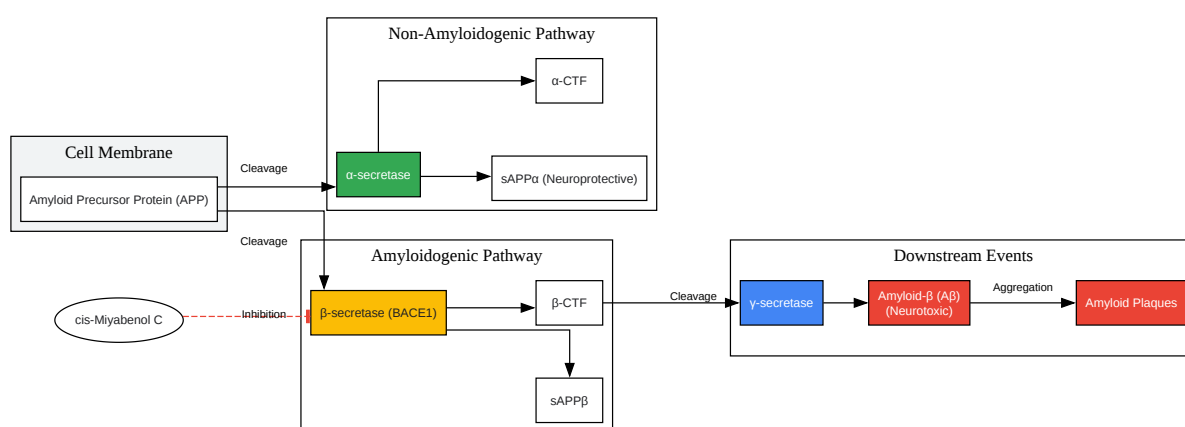 Non-Amyloidogenic Pathway
α-CTF
Cell Membrane
Cleavage
α-secretase
sAPPα (Neuroprotective)
Amyloid Precursor Protein (APP)
Cleavage
Amyloidogenic Pathway
Downstream Events
β-CTF
Cleavage
γ-secretase
Amyloid-β (Aβ)
(Neurotoxic)
Aggregation
Amyloid Plaques
cis-Miyabenol C
Inhibition
β-secretase (BACE1)
sAPPβ